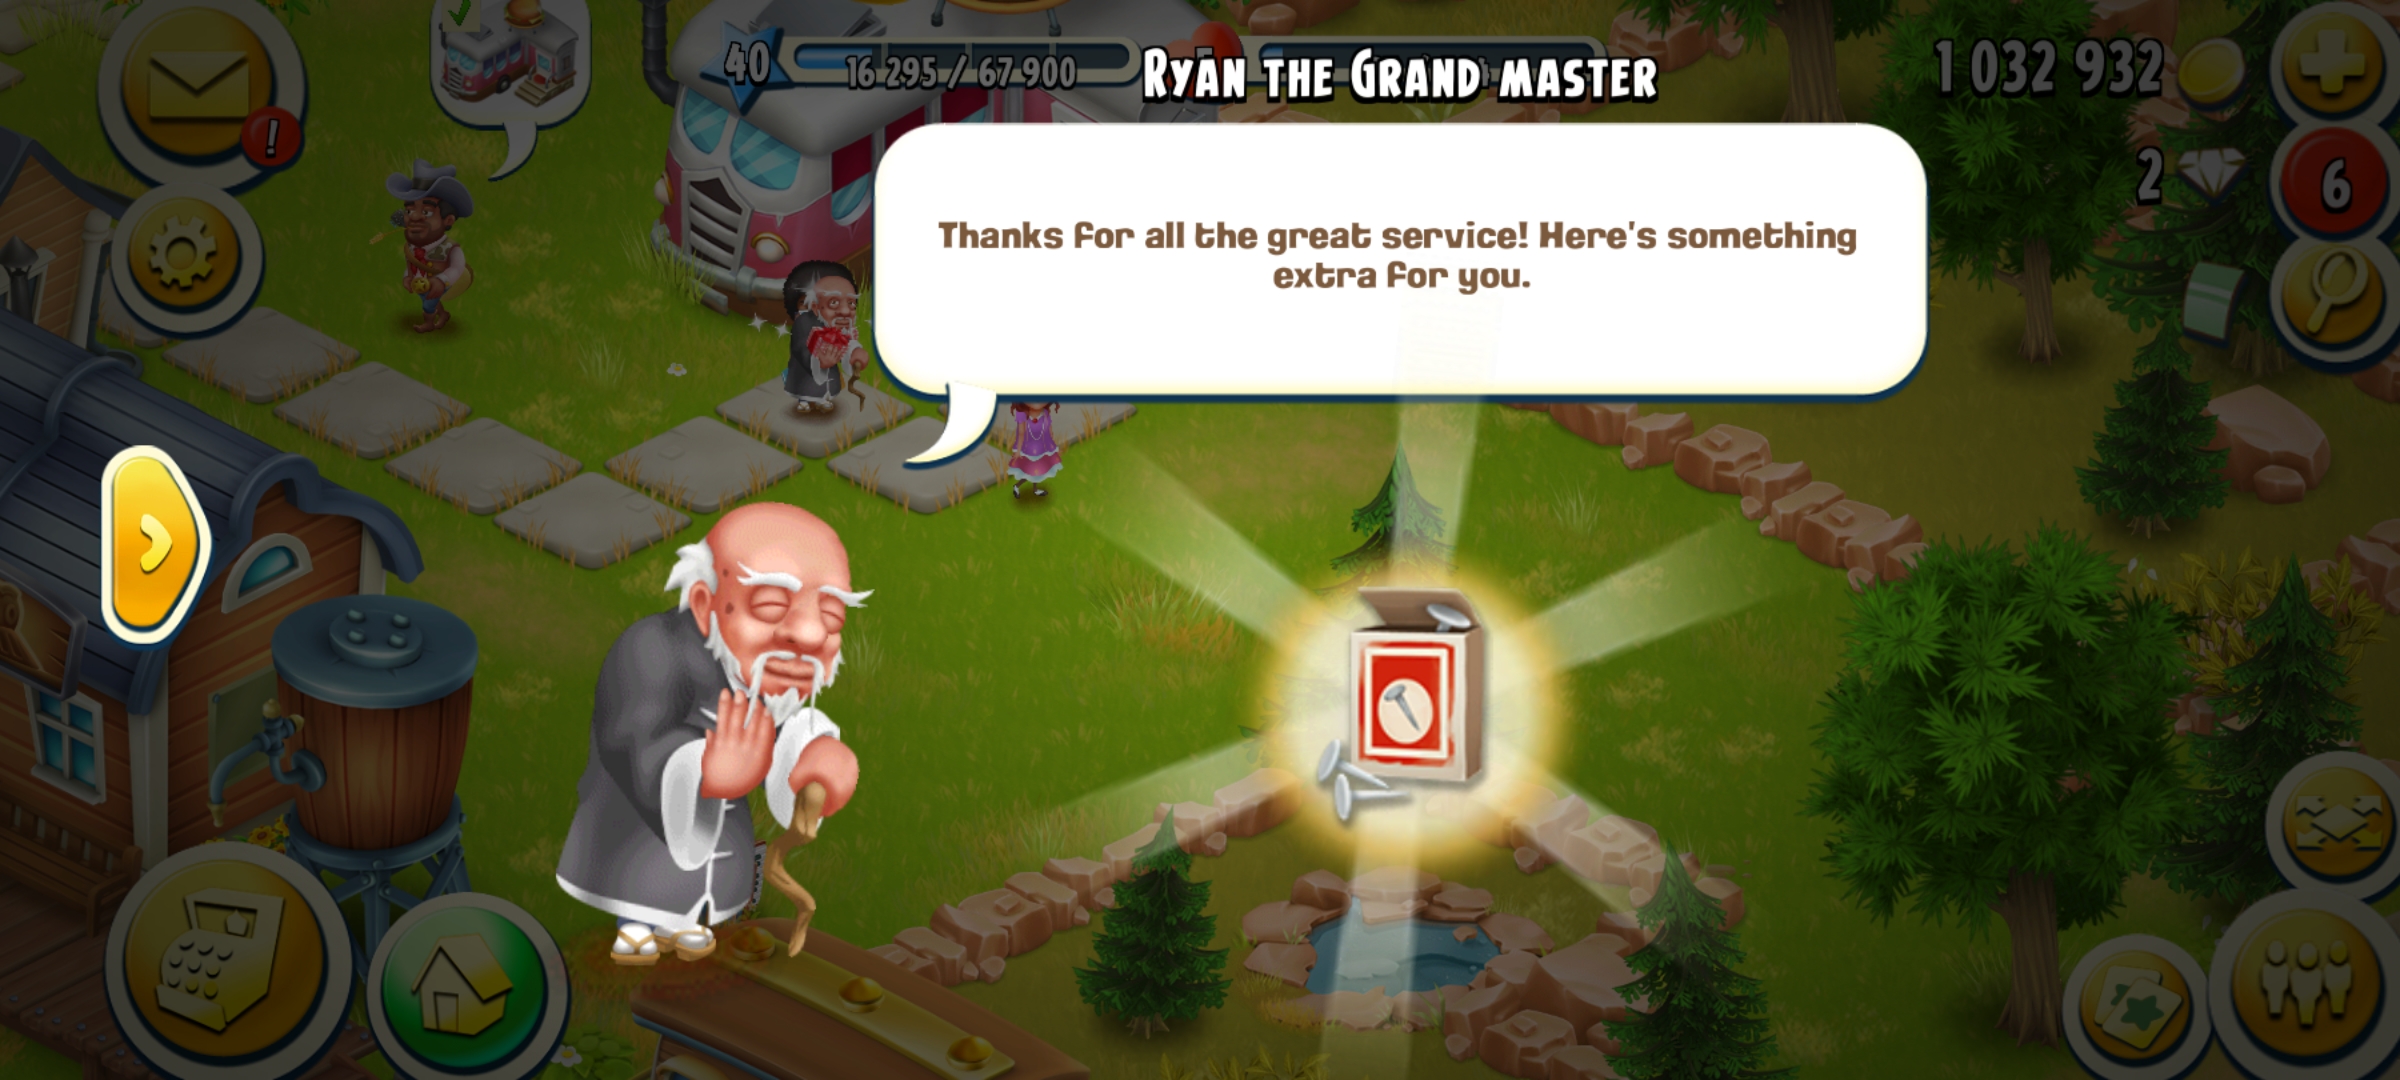 40
16 295 / 67 900
Ryan the Grand master
1 032 932
!
2
6
Thanks for all the great service! Here's something
extra for you.